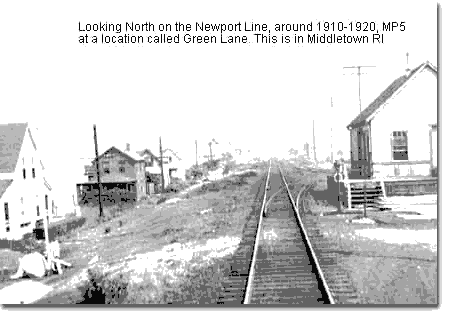 Looking North on the Newport Line, around 1910-1920, MP5
at a location called Green Lane. This is in Middletown RI